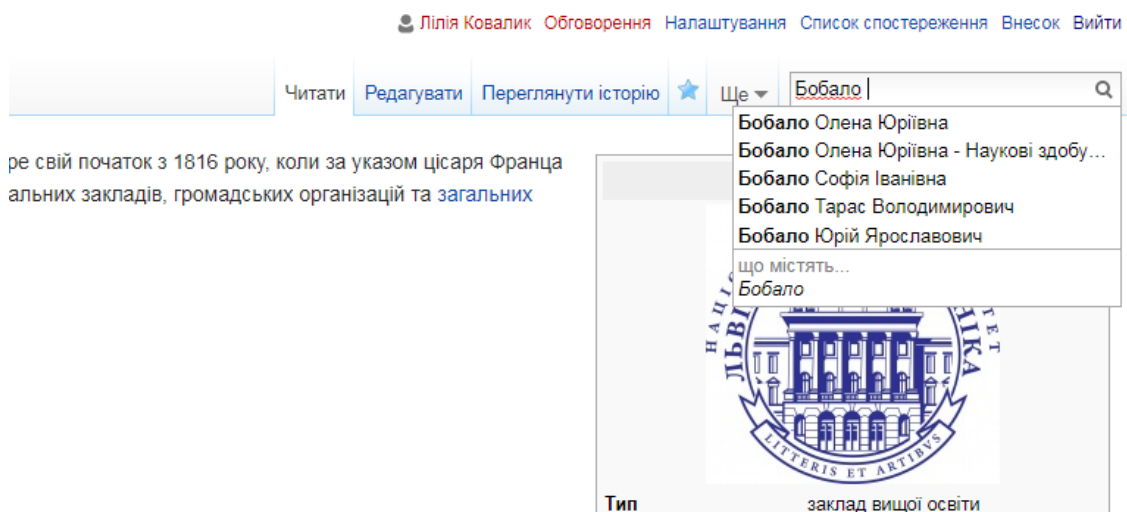 Лілія Ковалик Обговорення Налаштування Список спостереження Внесок Вийти
Читати Редагувати Переглянути історію Ще Бобало
Бобало Олена Юріївна
Бобало Олена Юріївна - Наукові здобу...
Бобало Софія Іванівна
Бобало Тарас Володимирович
Бобало Юрій Ярославович
що містять...
Бобало
ре свій початок з 1816 року, коли за указом цісаря Франца
альних закладів, громадських організацій та загальних
LITTERIS ET ARTIBVS
Тип заклад вищої освіти